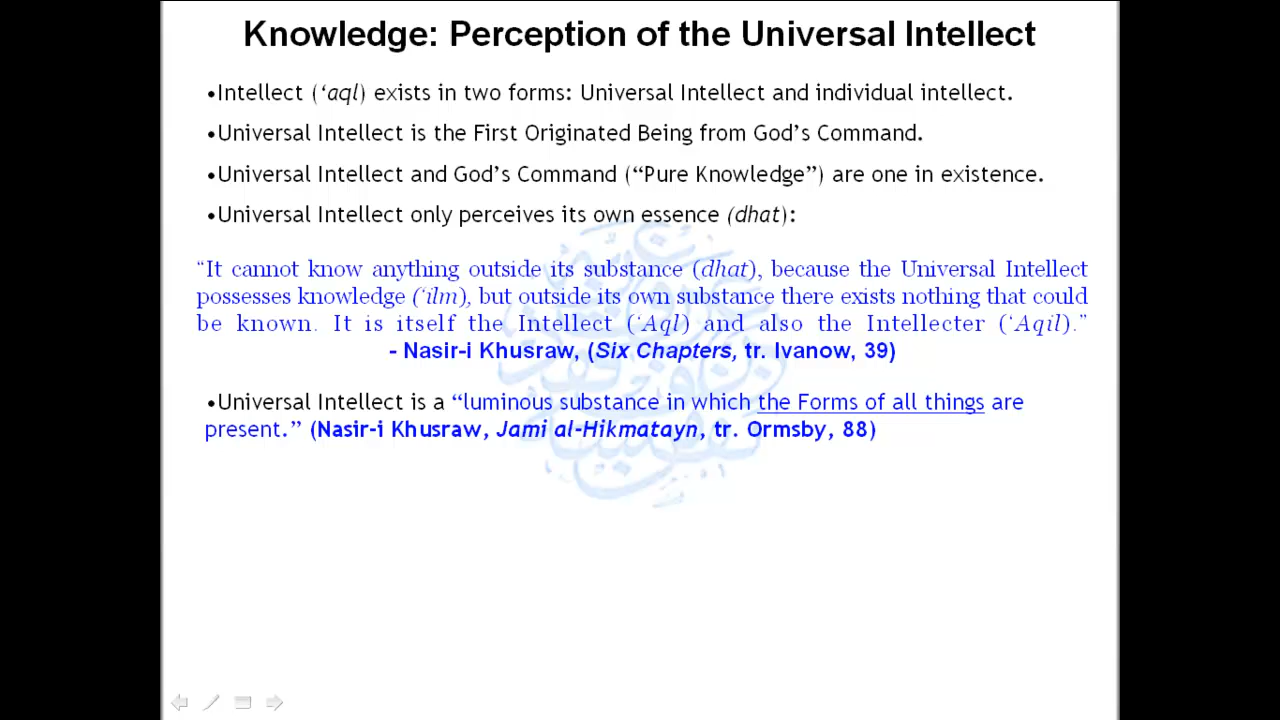 Knowledge: Perception of the Universal Intellect
•Intellect (‘aql) exists in two forms: Universal Intellect and individual intellect.
•Universal Intellect is the First Originated Being from God’s Command.
•Universal Intellect and God’s Command (“Pure Knowledge”) are one in existence.
•Universal Intellect only perceives its own essence (dhat):
“It cannot know anything outside its substance (dhat), because the Universal Intellect
possesses knowledge (‘ilm), but outside its own substance there exists nothing that could
be known. It is itself the Intellect (‘Aql) and also the Intellecter (‘Aqil).”
- Nasir-i Khusraw, (Six Chapters, tr. Ivanow, 39)
•Universal Intellect is a “luminous substance in which the Forms of all things are
present.” (Nasir-i Khusraw, Jami al-Hikmatayn, tr. Ormsby, 88)